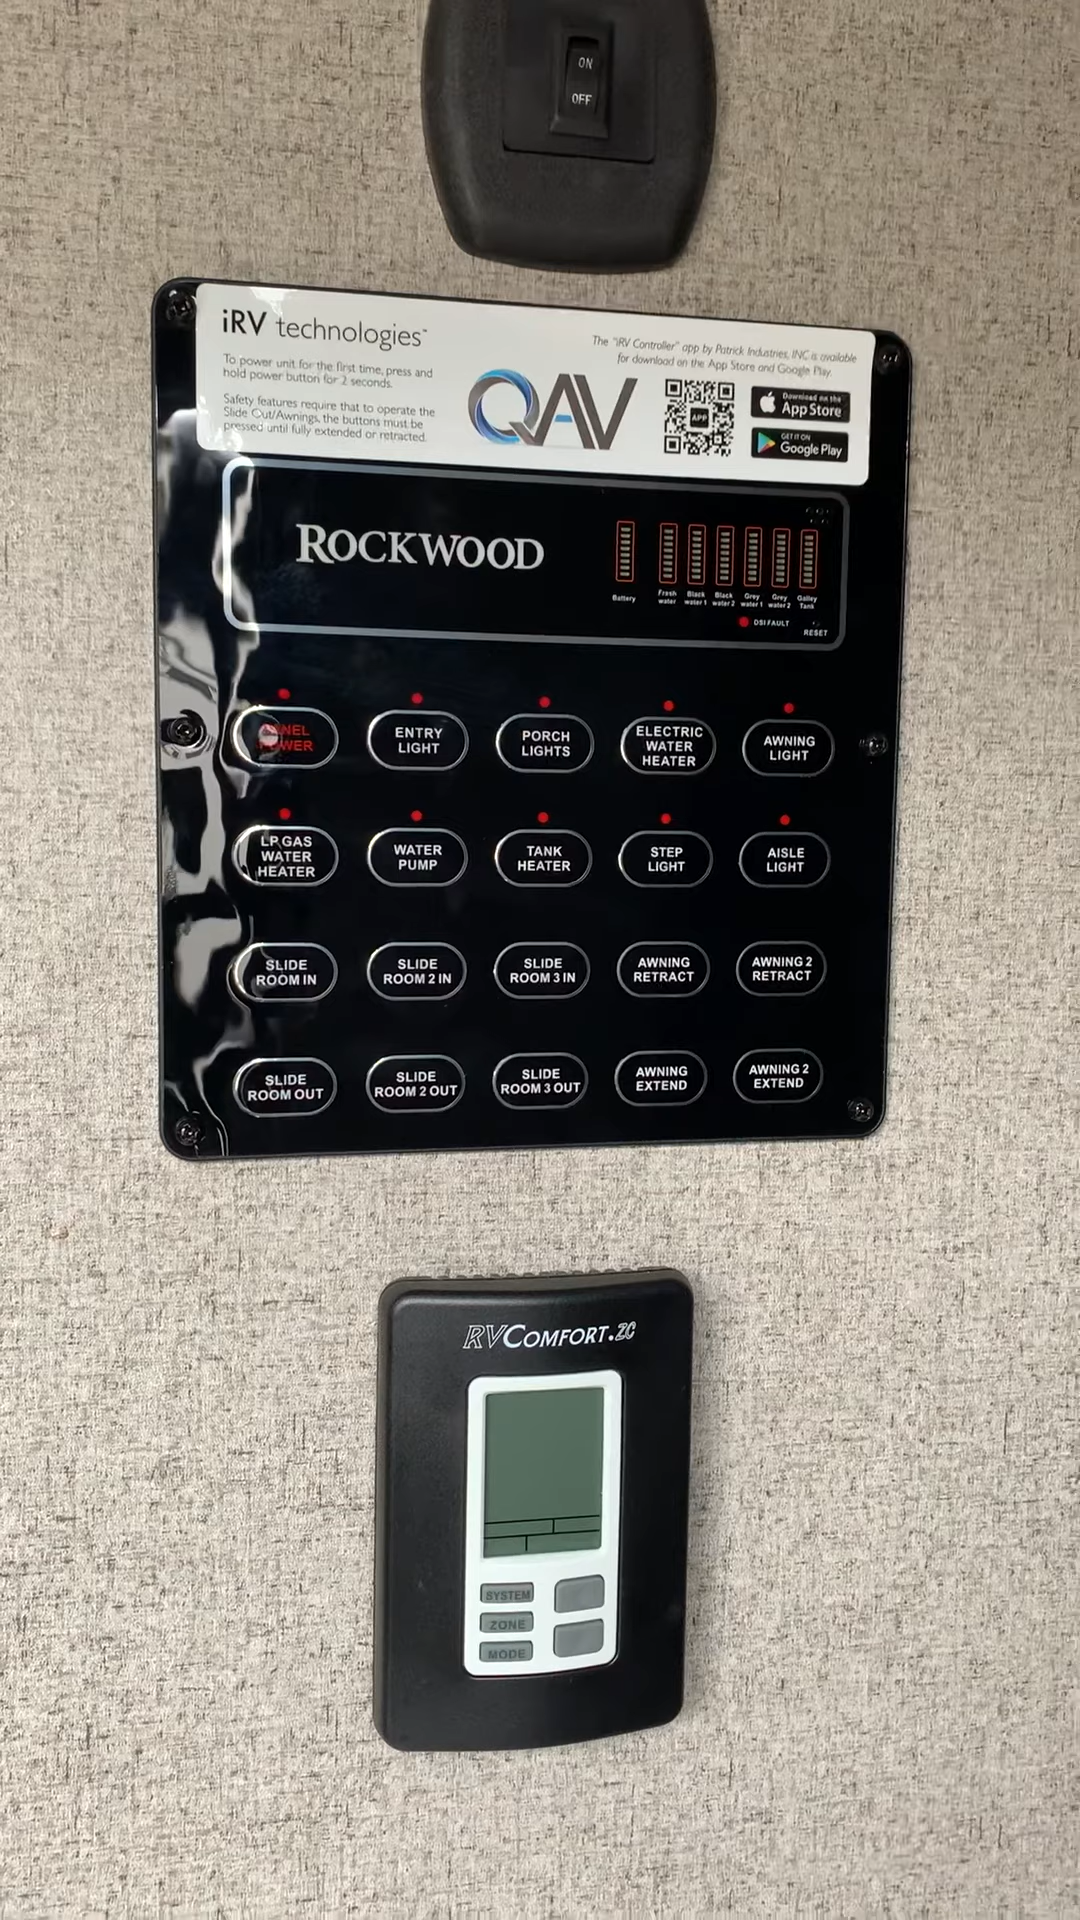 ON
OFF
iRV technologies™
To power unit for the first time, press and
hold power button for 2 seconds.
Safety features require that to operate the
Slide Out/Awnings, the buttons must be
pressed until fully extended or retracted.
The "iRV Controller" app by Patrick Industries, INC is available
for download on the App Store and Google Play.
QAV
APP
Download on the
App Store
GET IT ON
Google Play
ROCKWOOD
Battery
Fresh
water
Black
water 1
Black
water 2
Grey
water 1
Grey
water 2
Galley
Tank
DSI FAULT
RESET
PANEL
POWER
ENTRY
LIGHT
PORCH
LIGHTS
ELECTRIC
WATER
HEATER
AWNING
LIGHT
LP GAS
WATER
HEATER
WATER
PUMP
TANK
HEATER
STEP
LIGHT
AISLE
LIGHT
SLIDE
ROOM IN
SLIDE
ROOM 2 IN
SLIDE
ROOM 3 IN
AWNING
RETRACT
AWNING 2
RETRACT
SLIDE
ROOM OUT
SLIDE
ROOM 2 OUT
SLIDE
ROOM 3 OUT
AWNING
EXTEND
AWNING 2
EXTEND
RVCOMFORT.ZC
SYSTEM
ZONE
MODE